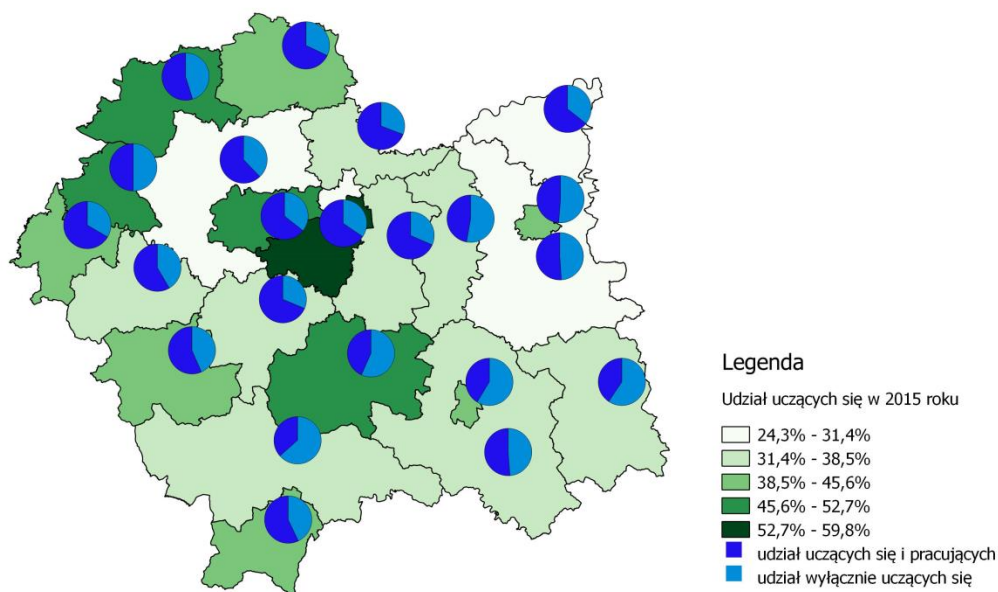 Legenda
Udział uczących się w 2015 roku
24,3% - 31,4%
31,4% - 38,5%
38,5% - 45,6%
45,6% - 52,7%
52,7% - 59,8%
udział uczących się i pracujących
udział wyłącznie uczących się